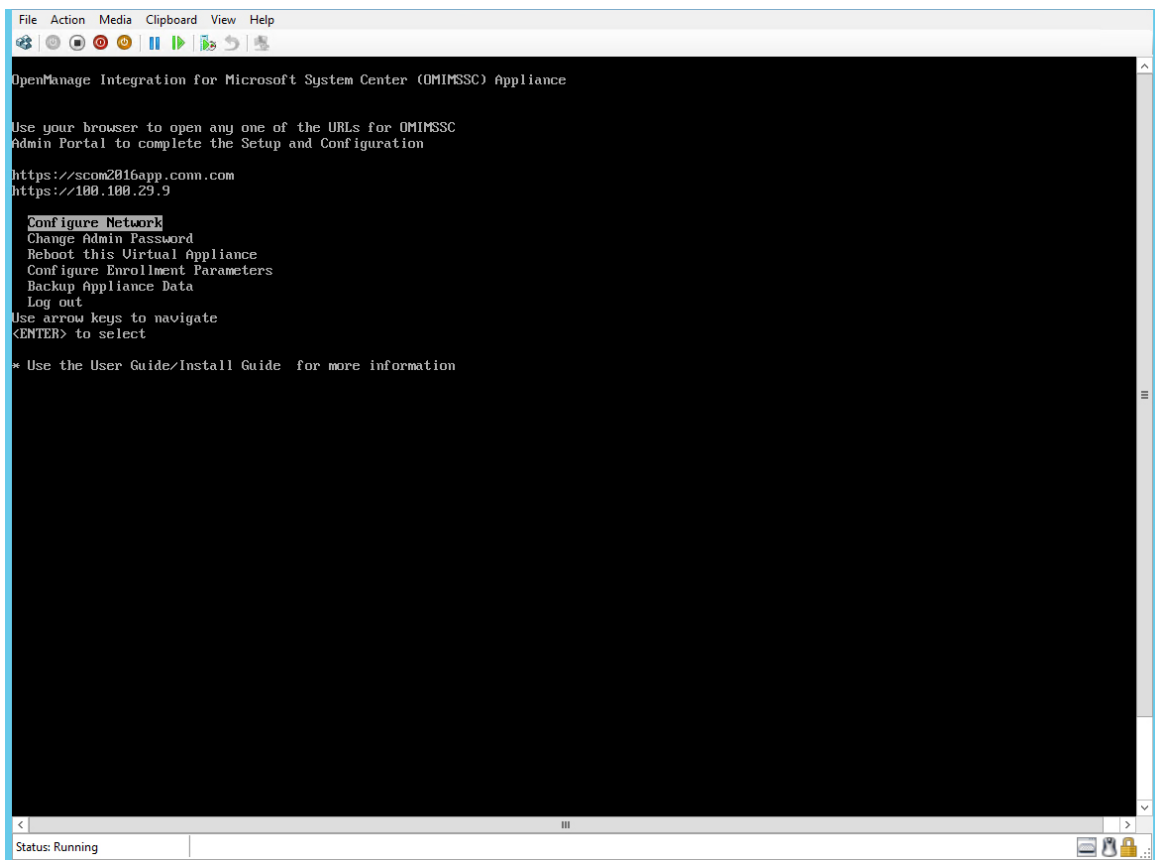 File Action Media Clipboard View Help
OpenManage Integration for Microsoft System Center (OMIMSSC) Appliance
Use your browser to open any one of the URLs for OMIMSSC
Admin Portal to complete the Setup and Configuration
https://scom2016app.conn.com
https://100.100.29.9
Configure Network
Change Admin Password
Reboot this Virtual Appliance
Configure Enrollment Parameters
Backup Appliance Data
Log out
Use arrow keys to navigate
<ENTER> to select
* Use the User Guide/Install Guide  for more information
Status: Running